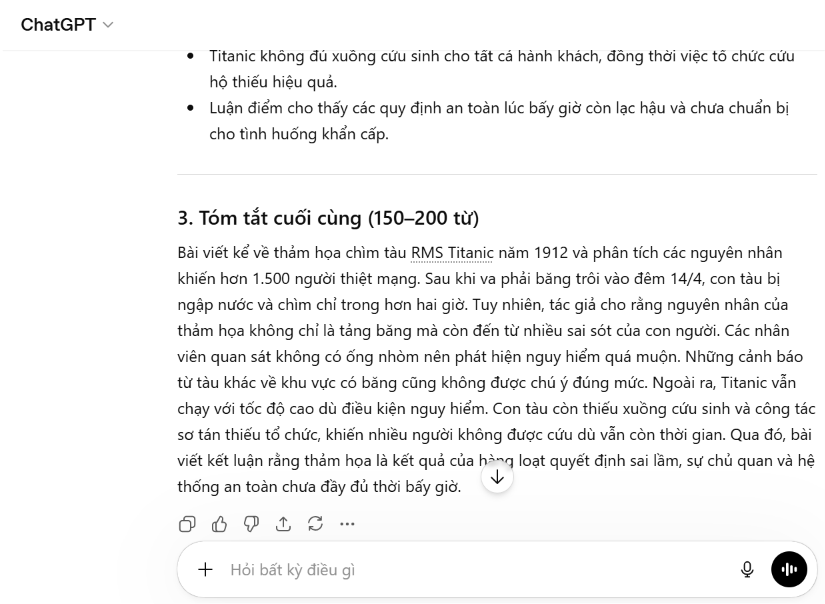 ChatGPT
Titanic không đủ xuồng cứu sinh cho tất cả hành khách, đồng thời việc tổ chức cứu
hộ thiếu hiệu quả.
Luận điểm cho thấy các quy định an toàn lúc bấy giờ còn lạc hậu và chưa chuẩn bị
cho tình huống khẩn cấp.
3. Tóm tắt cuối cùng (150–200 từ)
Bài viết kể về thảm họa chìm tàu RMS Titanic năm 1912 và phân tích các nguyên nhân
khiến hơn 1.500 người thiệt mạng. Sau khi va phải băng trôi vào đêm 14/4, con tàu bị
ngập nước và chìm chỉ trong hơn hai giờ. Tuy nhiên, tác giả cho rằng nguyên nhân của
thảm họa không chỉ là tảng băng mà còn đến từ nhiều sai sót của con người. Các nhân
viên quan sát không có ống nhòm nên phát hiện nguy hiểm quá muộn. Những cảnh báo
từ tàu khác về khu vực có băng cũng không được chú ý đúng mức. Ngoài ra, Titanic vẫn
chạy với tốc độ cao dù điều kiện nguy hiểm. Con tàu còn thiếu xuồng cứu sinh và công tác
sơ tán thiếu tổ chức, khiến nhiều người không được cứu dù vẫn còn thời gian. Qua đó, bài
viết kết luận rằng thảm họa là kết quả của hàng loạt quyết định sai lầm, sự chủ quan và hệ
thống an toàn chưa đầy đủ thời bấy giờ.
Hỏi bất kỳ điều gì